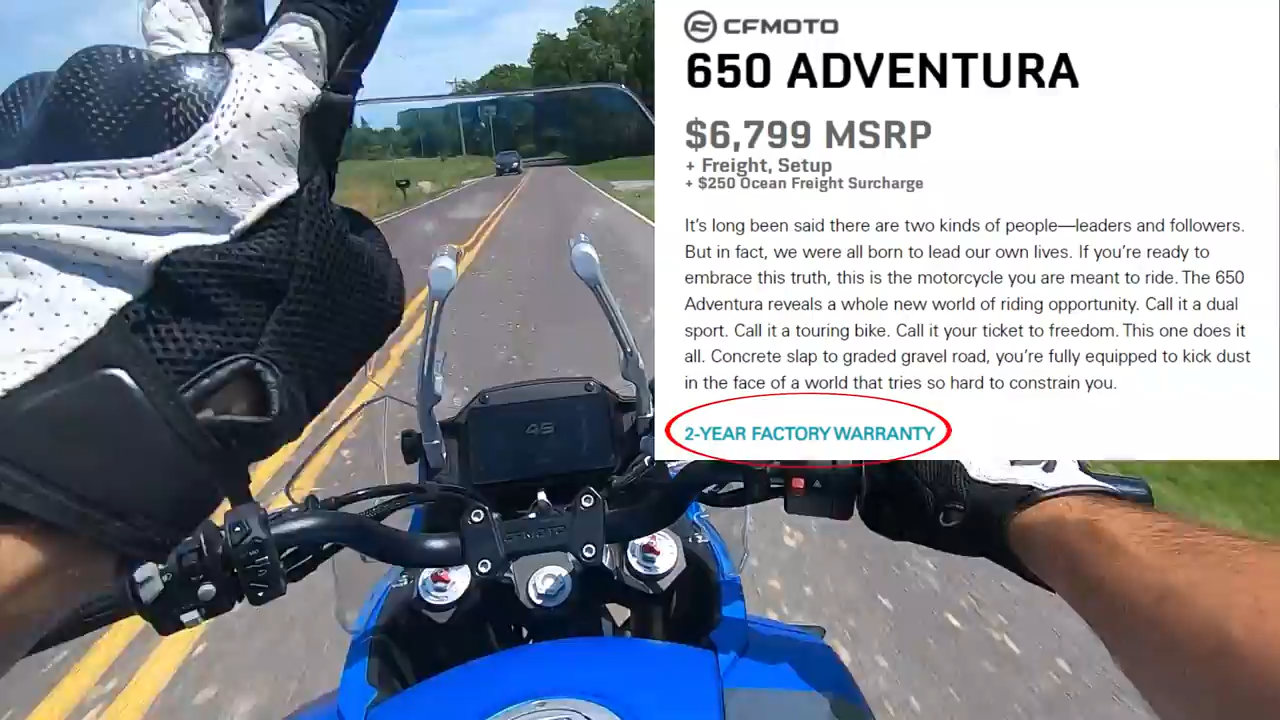 CFMOTO
650 ADVENTURA
$6,799 MSRP
+ Freight, Setup
+ $250 Ocean Freight Surcharge
It's long been said there are two kinds of people—leaders and followers.
But in fact, we were all born to lead our own lives. If you're ready to
embrace this truth, this is the motorcycle you are meant to ride. The 650
Adventura reveals a whole new world of riding opportunity. Call it a dual
sport. Call it a touring bike. Call it your ticket to freedom. This one does it
all. Concrete slap to graded gravel road, you're fully equipped to kick dust
in the face of a world that tries so hard to constrain you.
2-YEAR FACTORY WARRANTY
45
CFMOTO